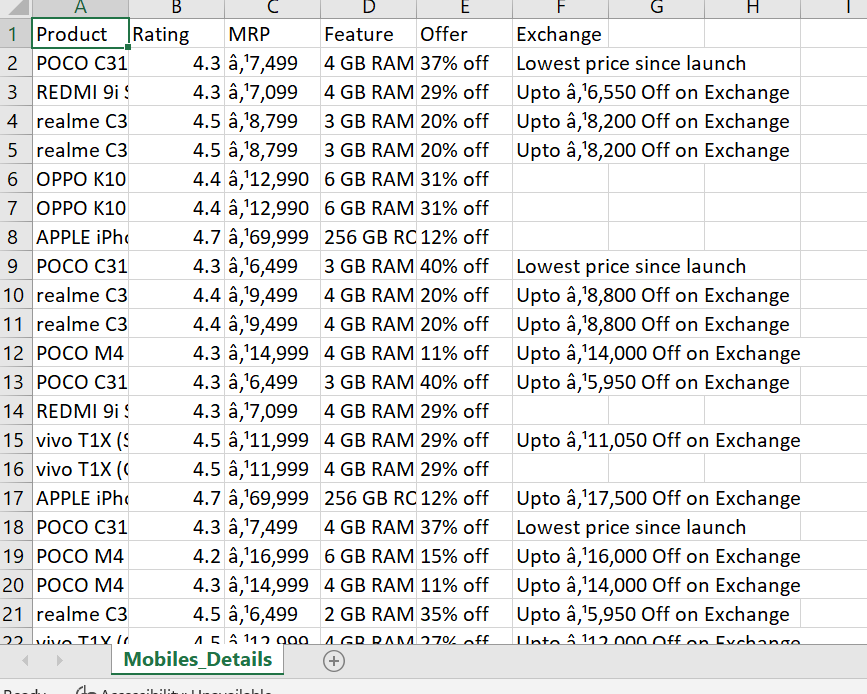 A B C D E F G H I
1 Product Rating MRP Feature Offer Exchange
2 POCO C31 4.3 â‚¹7,499 4 GB RAM 37% off Lowest price since launch
3 REDMI 9i 4.3 â‚¹7,099 4 GB RAM 29% off Upto â‚¹6,550 Off on Exchange
4 realme C3 4.5 â‚¹8,799 3 GB RAM 20% off Upto â‚¹8,200 Off on Exchange
5 realme C3 4.5 â‚¹8,799 3 GB RAM 20% off Upto â‚¹8,200 Off on Exchange
6 OPPO K10 4.4 â‚¹12,990 6 GB RAM 31% off
7 OPPO K10 4.4 â‚¹12,990 6 GB RAM 31% off
8 APPLE iPho 4.7 â‚¹69,999 256 GB RO 12% off
9 POCO C31 4.3 â‚¹6,499 3 GB RAM 40% off Lowest price since launch
10 realme C3 4.4 â‚¹9,499 4 GB RAM 20% off Upto â‚¹8,800 Off on Exchange
11 realme C3 4.4 â‚¹9,499 4 GB RAM 20% off Upto â‚¹8,800 Off on Exchange
12 POCO M4 4.3 â‚¹14,999 4 GB RAM 11% off Upto â‚¹14,000 Off on Exchange
13 POCO C31 4.3 â‚¹6,499 3 GB RAM 40% off Upto â‚¹5,950 Off on Exchange
14 REDMI 9i 4.3 â‚¹7,099 4 GB RAM 29% off
15 vivo T1X (S 4.5 â‚¹11,999 4 GB RAM 29% off Upto â‚¹11,050 Off on Exchange
16 vivo T1X (G 4.5 â‚¹11,999 4 GB RAM 29% off
17 APPLE iPho 4.7 â‚¹69,999 256 GB RO 12% off Upto â‚¹17,500 Off on Exchange
18 POCO C31 4.3 â‚¹7,499 4 GB RAM 37% off Lowest price since launch
19 POCO M4 4.2 â‚¹16,999 6 GB RAM 15% off Upto â‚¹16,000 Off on Exchange
20 POCO M4 4.3 â‚¹14,999 4 GB RAM 11% off Upto â‚¹14,000 Off on Exchange
21 realme C3 4.5 â‚¹6,499 2 GB RAM 35% off Upto â‚¹5,950 Off on Exchange
22 vivo T1X (G 4.5 â‚¹12,999 4 GB RAM 27% off Upto â‚¹12,000 Off on Exchange
Mobiles_Details
Ready Accessibility: Unavailable